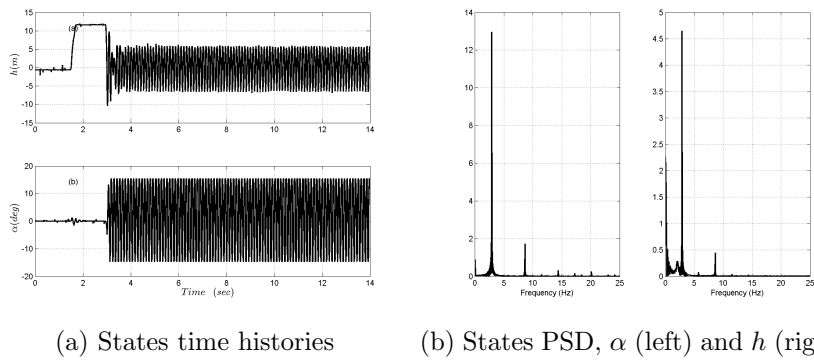 15
10
5
0
-5
-10
-15
h(m)
(a)
0 2 4 6 8 10 12 14
20
10
0
-10
-20
α(deg)
(b)
0 2 4 6 8 10 12 14
Time (sec)
14
12
10
8
6
4
2
0
0 5 10 15 20 25
Frequency (Hz)
5
4.5
4
3.5
3
2.5
2
1.5
1
0.5
0
0 5 10 15 20 25
Frequency (Hz)
(a) States time histories
(b) States PSD, α (left) and h (rig